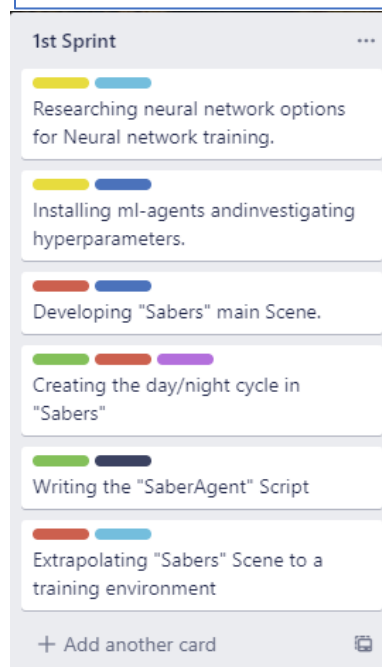 1st Sprint
Researching neural network options
for Neural network training.
Installing ml-agents andinvestigating
hyperparameters.
Developing "Sabers" main Scene.
Creating the day/night cycle in
"Sabers"
Writing the "SaberAgent" Script
Extrapolating "Sabers" Scene to a
training environment
+ Add another card